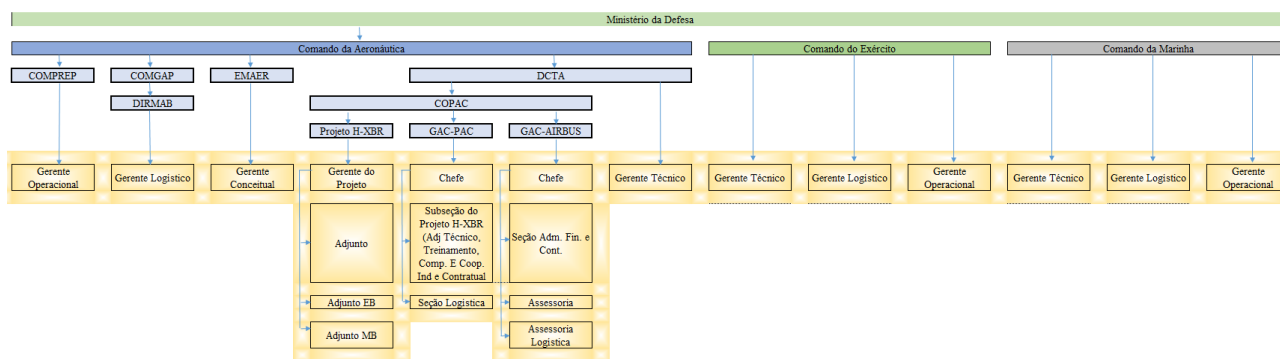 Ministério da Defesa
Comando da Aeronáutica
Comando do Exército
Comando da Marinha
COMPREP
COMGAP
EMAER
DCTA
DIRMAB
COPAC
Projeto H-XBR
GAC-PAC
GAC-AIRBUS
Gerente
Operacional
Gerente Logístico
Gerente
Conceitual
Gerente do
Projeto
Chefe
Chefe
Gerente Técnico
Gerente Técnico
Gerente Logistico
Gerente
Operacional
Gerente Técnico
Gerente Logistico
Gerente
Operacional
Adjunto
Subseção do
Projeto H-XBR
(Adj Técnico,
Treinamento,
Comp. E Coop.
Ind e Contratual
Seção Adm. Fin. e
Cont.
Adjunto EB
Seção Logística
Assessoria
Adjunto MB
Assessoria
Logística